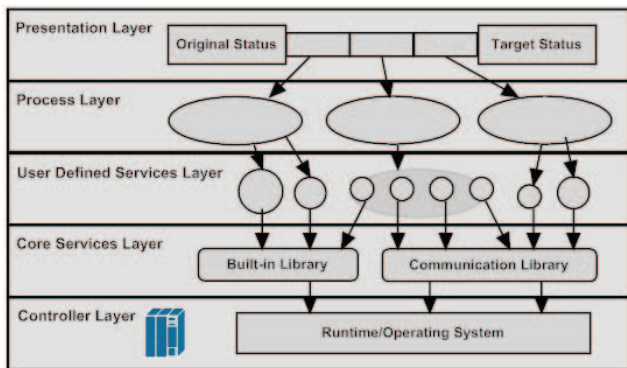 Presentation Layer
Original Status
Target Status
Process Layer
User Defined Services Layer
Core Services Layer
Built-in Library
Communication Library
Controller Layer
Runtime/Operating System